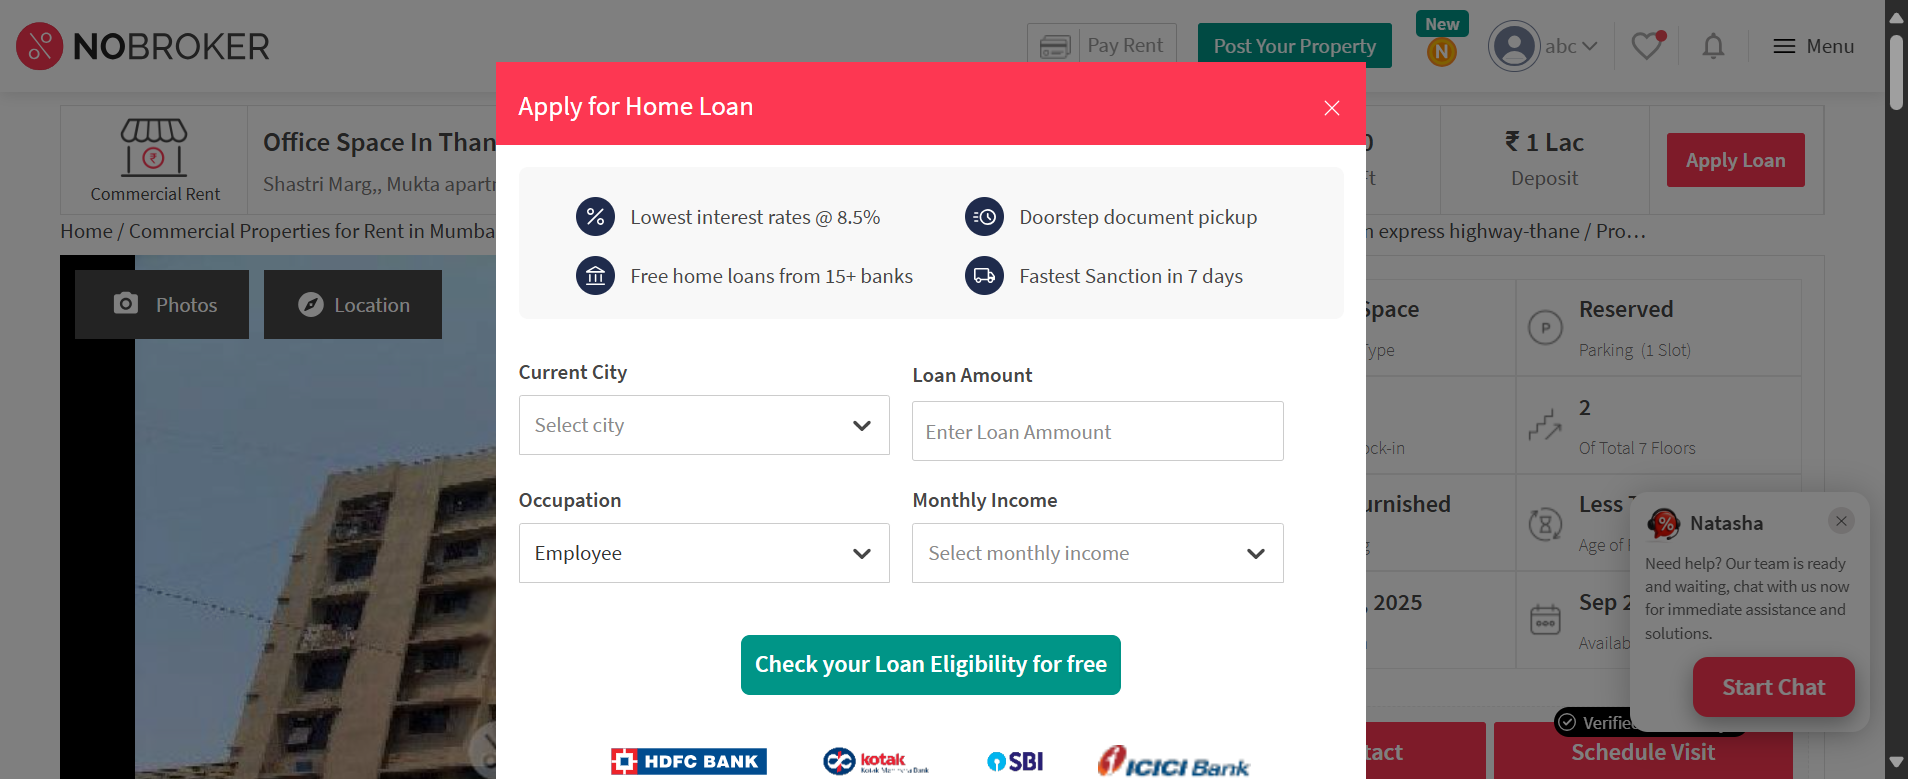 NOBROKER
Pay Rent
Post Your Property
New
N
abc
Menu
Apply for Home Loan
Commercial Rent
Office Space In Than
Shastri Marg,, Mukta apartr
₹ 1 Lac
Deposit
Apply Loan
Home / Commercial Properties for Rent in Mumba
n express highway-thane / Pro...
Lowest interest rates @ 8.5%
Doorstep document pickup
Free home loans from 15+ banks
Fastest Sanction in 7 days
Photos
Location
Current City
Select city
Loan Amount
Enter Loan Ammount
Occupation
Employee
Monthly Income
Select monthly income
Check your Loan Eligibility for free
HDFC BANK
kotak
Kotak Mahindra Bank
SBI
ICICI Bank
Space
Type
P
Reserved
Parking (1 Slot)
ock-in
2
Of Total 7 Floors
urnished
Less
Age of
, 2025
Sep 2
Availab
Natasha
Need help? Our team is ready
and waiting, chat with us now
for immediate assistance and
solutions.
Start Chat
Verifie
tact
Schedule Visit